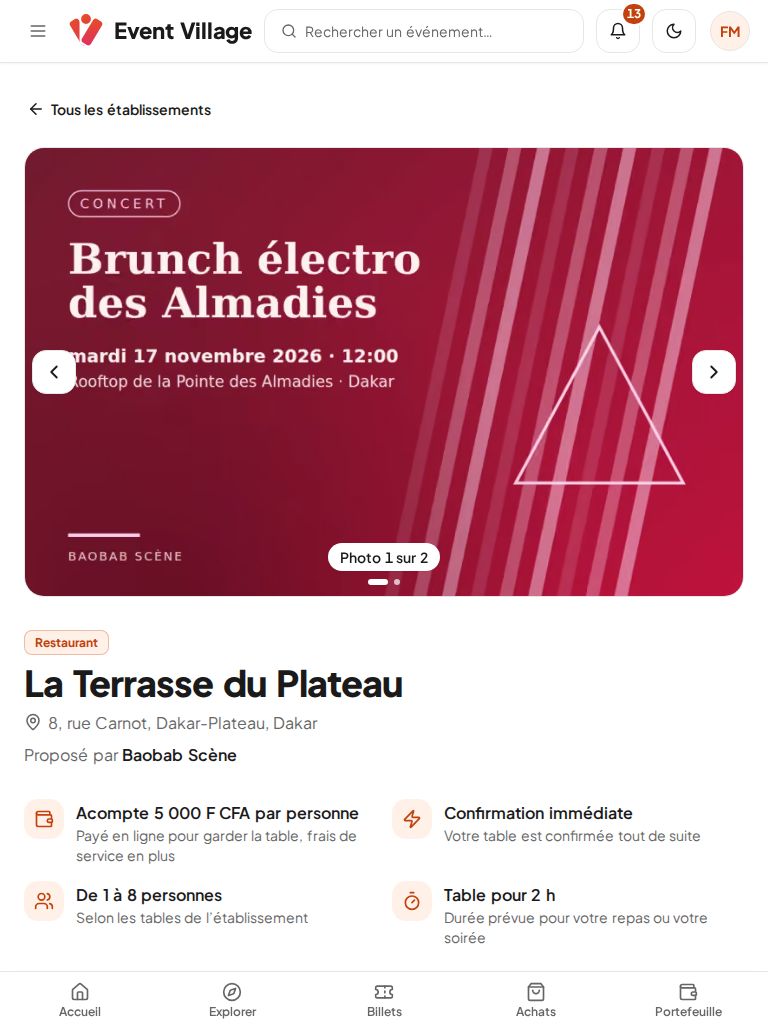 Event Village
Rechercher un événement…
13
FM
Tous les établissements
CONCERT
Brunch électro
des Almadies
mardi 17 novembre 2026 · 12:00
Rooftop de la Pointe des Almadies · Dakar
BAOBAB SCÈNE
Photo 1 sur 2
Restaurant
La Terrasse du Plateau
8, rue Carnot, Dakar-Plateau, Dakar
Proposé par Baobab Scène
Acompte 5 000 F CFA par personne
Payé en ligne pour garder la table, frais de
service en plus
Confirmation immédiate
Votre table est confirmée tout de suite
De 1 à 8 personnes
Selon les tables de l'établissement
Table pour 2 h
Durée prévue pour votre repas ou votre
soirée
Accueil
Explorer
Billets
Achats
Portefeuille